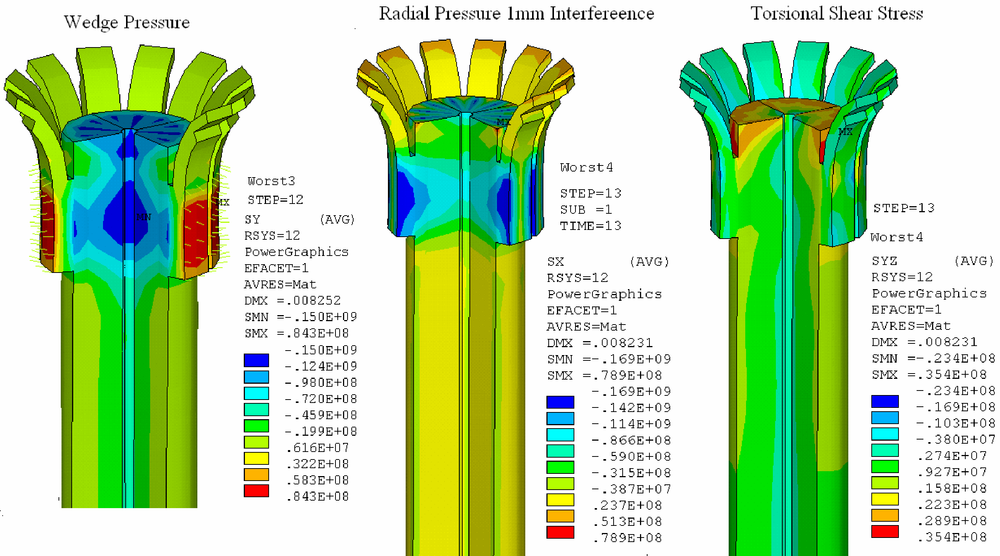 Wedge Pressure
MN
MX
Worst3
STEP=12
SY (AVG)
RSYS=12
PowerGraphics
EFACET=1
AVRES=Mat
DMX =.008252
SMN =-.150E+09
SMX =.843E+08
-.150E+09
-.124E+09
-.980E+08
-.720E+08
-.459E+08
-.199E+08
.616E+07
.322E+08
.583E+08
.843E+08
Radial Pressure 1mm Interfereence
MX
Worst4
STEP=13
SUB =1
TIME=13
SX (AVG)
RSYS=12
PowerGraphics
EFACET=1
AVRES=Mat
DMX =.008231
SMN =-.169E+09
SMX =.789E+08
-.169E+09
-.142E+09
-.114E+09
-.866E+08
-.590E+08
-.315E+08
-.387E+07
.237E+08
.513E+08
.789E+08
Torsional Shear Stress
MX
STEP=13
Worst4
SYZ (AVG)
RSYS=12
PowerGraphics
EFACET=1
AVRES=Mat
DMX =.008231
SMN =-.234E+08
SMX =.354E+08
-.234E+08
-.169E+08
-.103E+08
-.380E+07
.274E+07
.927E+07
.158E+08
.223E+08
.289E+08
.354E+08